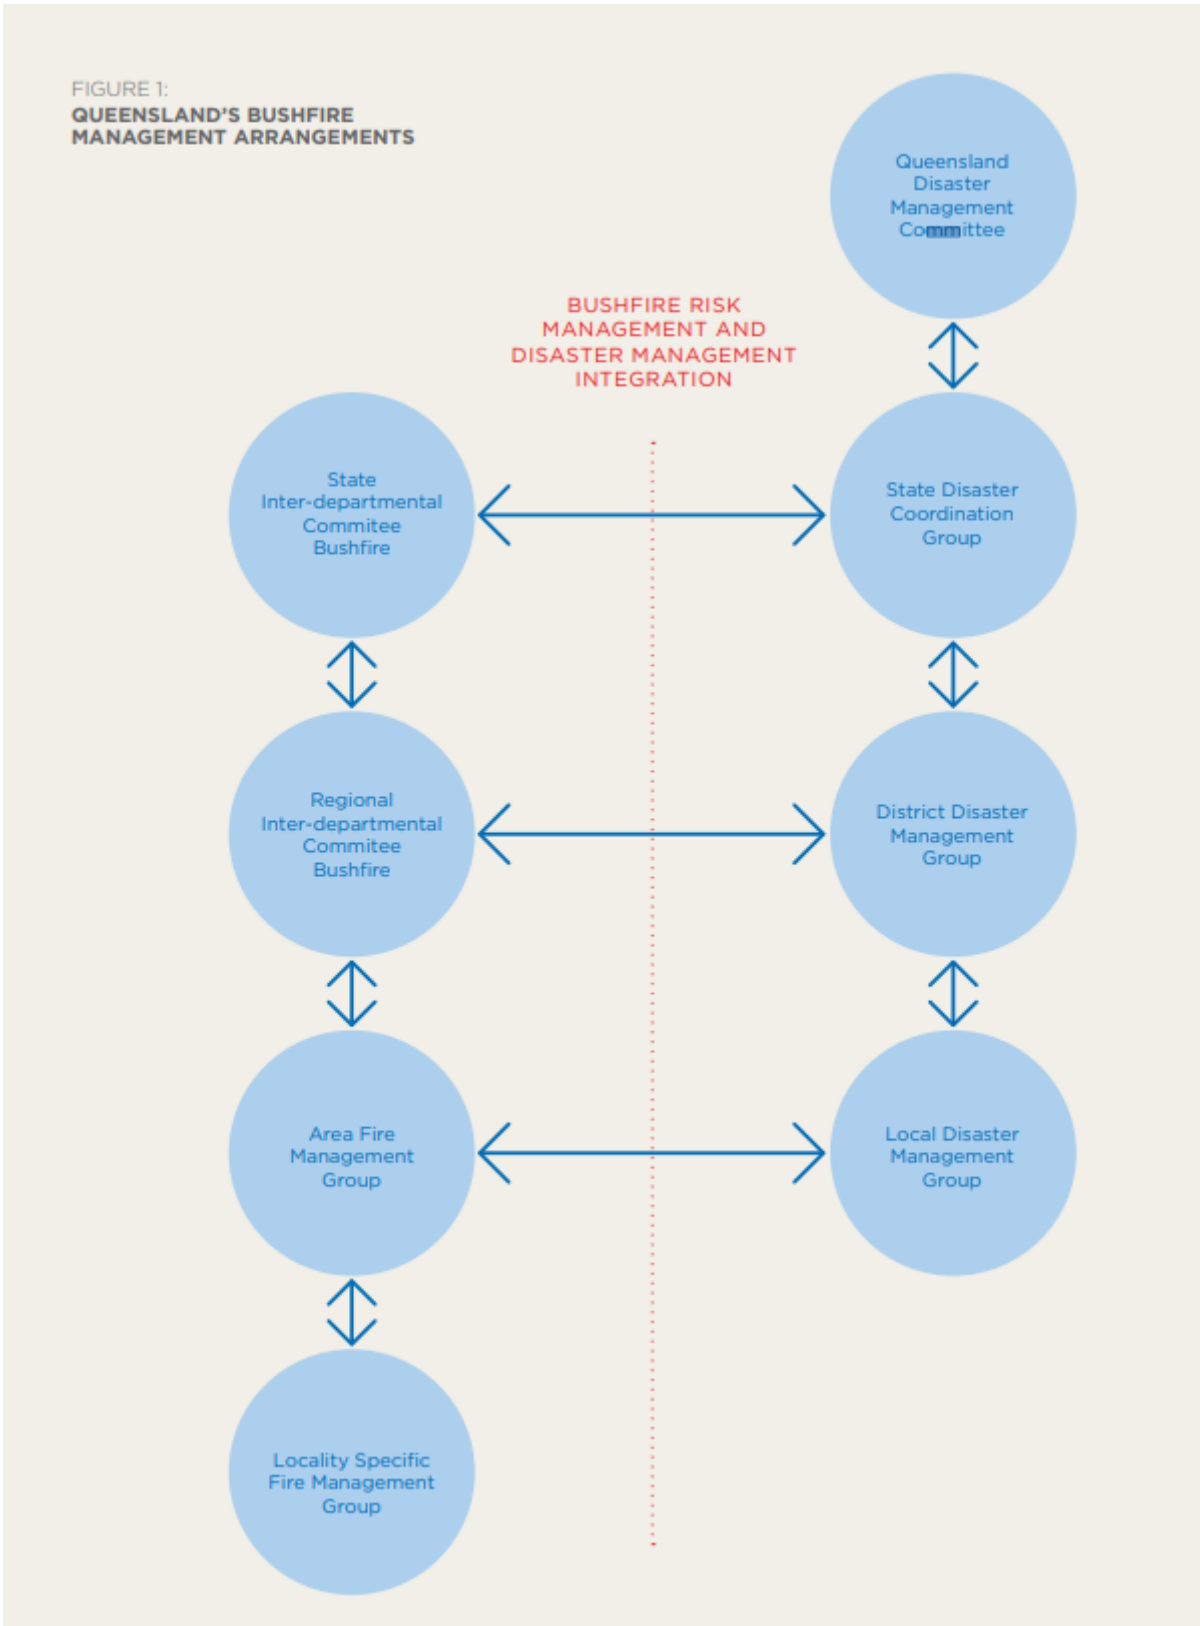 FIGURE 1:
QUEENSLAND'S BUSHFIRE
MANAGEMENT ARRANGEMENTS
Queensland
Disaster
Management
Committee
BUSHFIRE RISK
MANAGEMENT AND
DISASTER MANAGEMENT
INTEGRATION
State
Inter-departmental
Commitee
Bushfire
State Disaster
Coordination
Group
Regional
Inter-departmental
Commitee
Bushfire
District Disaster
Management
Group
Area Fire
Management
Group
Local Disaster
Management
Group
Locality Specific
Fire Management
Group